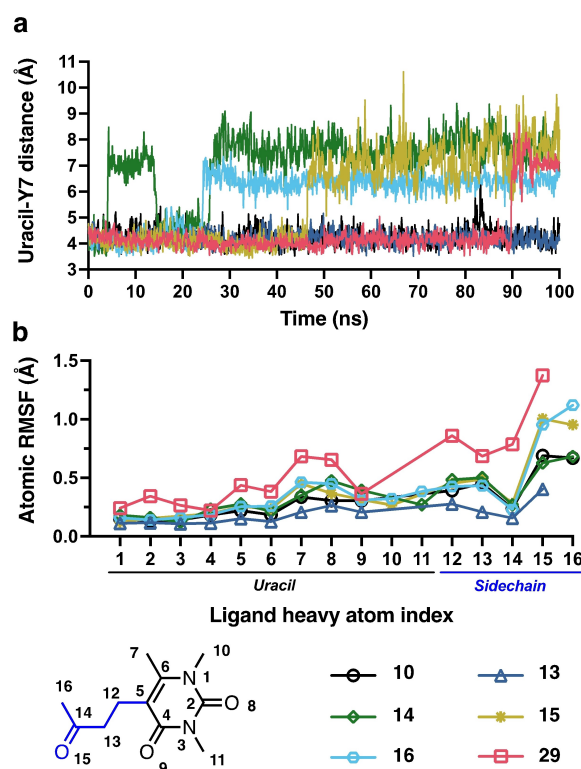 a
Uracil-Y7 distance (Å)
11
10
9
8
7
6
5
4
3
0 10 20 30 40 50 60 70 80 90 100
Time (ns)
b
Atomic RMSF (Å)
1.5
1.0
0.5
0.0
1 2 3 4 5 6 7 8 9 10 11 12 13 14 15 16
Uracil Sidechain
Ligand heavy atom index
7 10
16 12 6 N 1
5
14 2 O 8
4
13 N
O 3
O
15 9 11
10 13
14 15
16 29